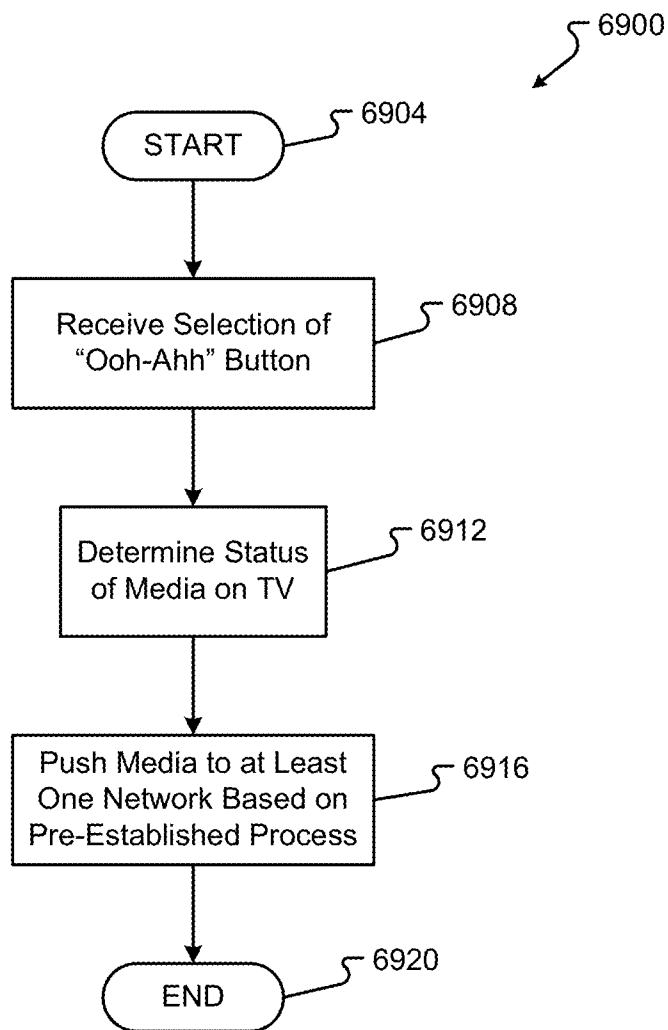 6900
START
6904
Receive Selection of
“Ooh-Ahh” Button
6908
Determine Status
of Media on TV
6912
Push Media to at Least
One Network Based on
Pre-Established Process
6916
END
6920